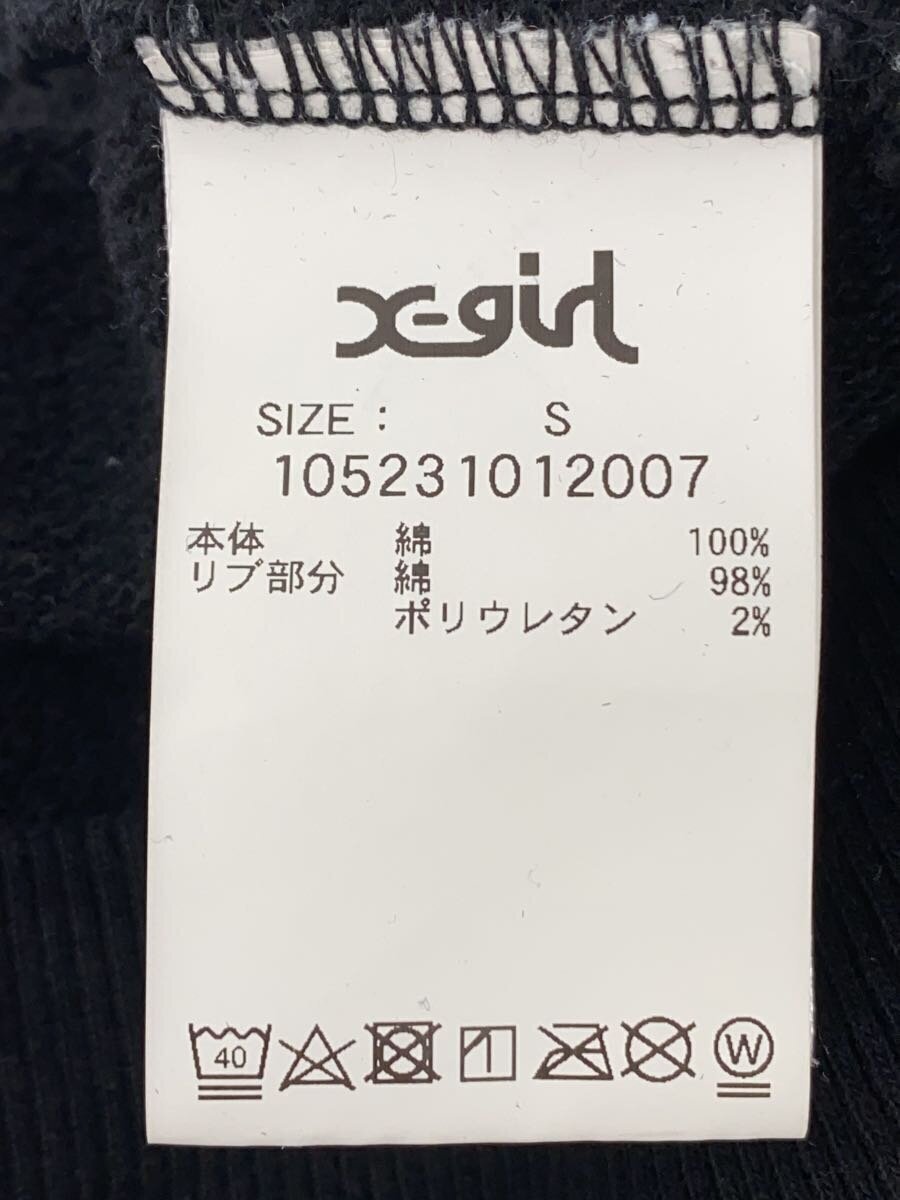 X-girl
SIZE : S
105231012007
本体 綿 100%
リブ部分 綿 98%
ポリウレタン 2%
40 W